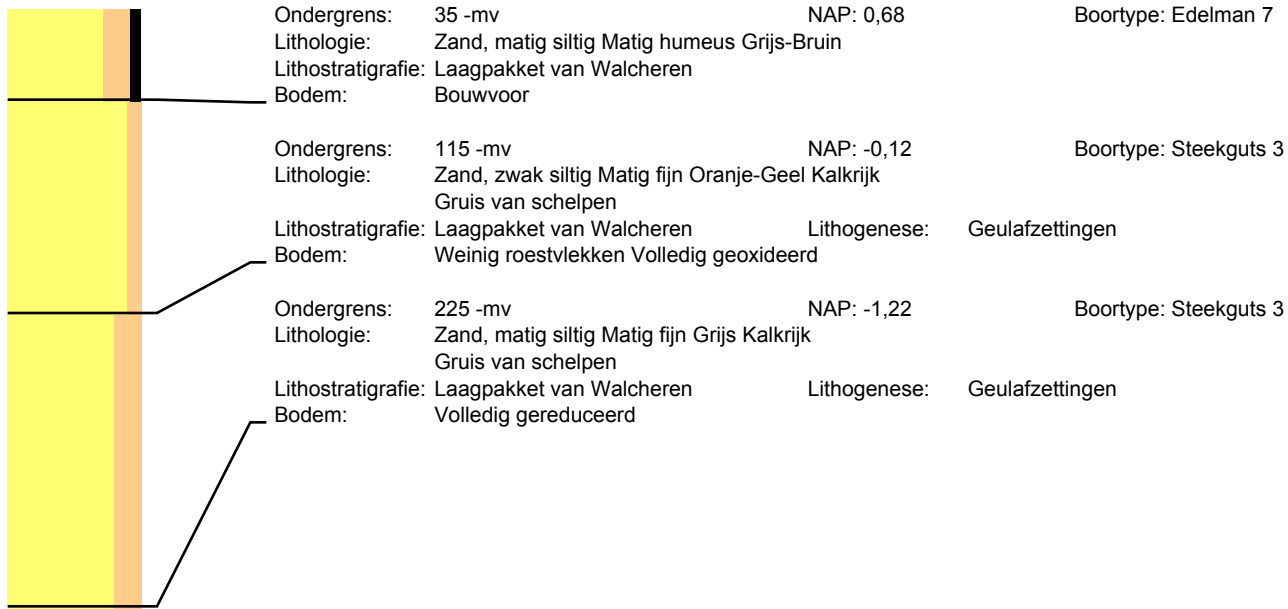 Ondergrens: 35 -mv NAP: 0,68 Boortype: Edelman 7
Lithologie: Zand, matig siltig Matig humeus Grijs-Bruin
Lithostratigrafie: Laagpakket van Walcheren
Bodem: Bouwvoor
Ondergrens: 115 -mv NAP: -0,12 Boortype: Steekguts 3
Lithologie: Zand, zwak siltig Matig fijn Oranje-Geel Kalkrijk
Gruis van schelpen
Lithostratigrafie: Laagpakket van Walcheren Lithogenese: Geulafzettingen
Bodem: Weinig roestvlekken Volledig geoxideerd
Ondergrens: 225 -mv NAP: -1,22 Boortype: Steekguts 3
Lithologie: Zand, matig siltig Matig fijn Grijs Kalkrijk
Gruis van schelpen
Lithostratigrafie: Laagpakket van Walcheren Lithogenese: Geulafzettingen
Bodem: Volledig gereduceerd